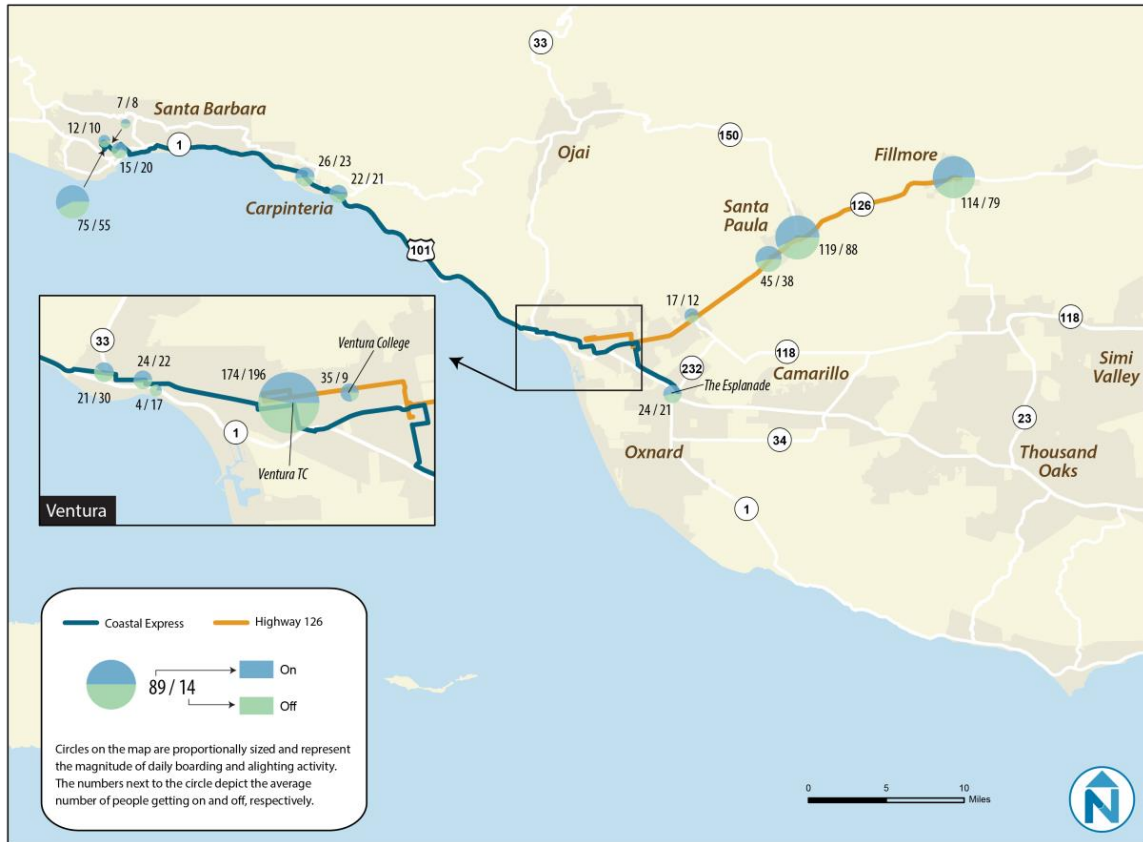 33
7 / 8
Santa Barbara
12 / 10
1
15 / 20
150
26 / 23
Ojai
Fillmore
22 / 21
75 / 55
Carpinteria
126
114 / 79
Santa
Paula
119 / 88
101
45 / 38
17 / 12
118
Simi
Valley
118
Camarillo
232
The Esplanade
24 / 21
23
34
Oxnard
Thousand
Oaks
1
Ventura College
33
24 / 22
174 / 196
35 / 9
21 / 30
4 / 17
1
Ventura TC
Ventura
Coastal Express
Highway 126
89 / 14
On
Off
Circles on the map are proportionally sized and represent
the magnitude of daily boarding and alighting activity.
The numbers next to the circle depict the average
number of people getting on and off, respectively.
0 5 10
Miles
N